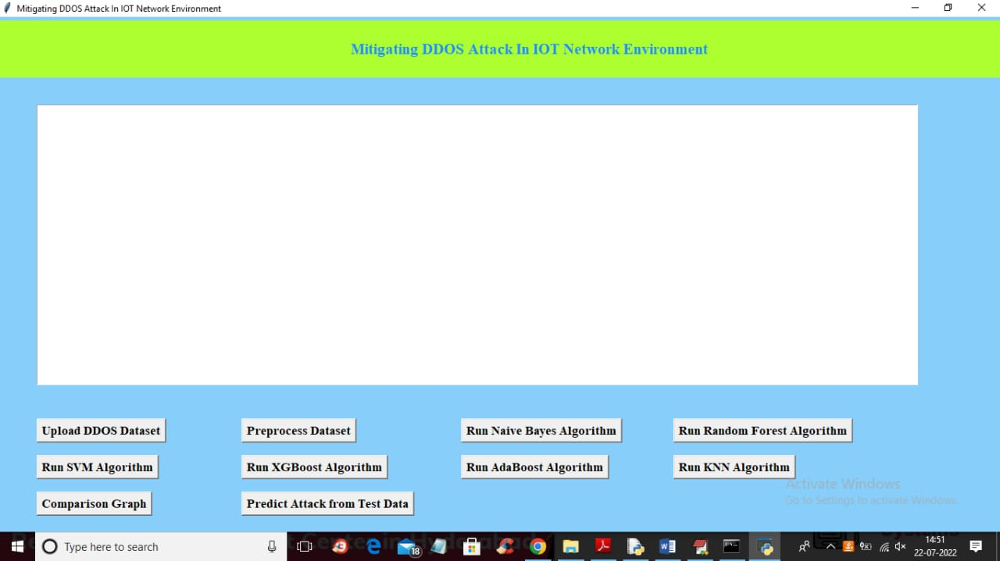 Mitigating DDOS Attack In IOT Network Environment
Mitigating DDOS Attack In IOT Network Environment
Upload DDOS Dataset
Preprocess Dataset
Run Naive Bayes Algorithm
Run Random Forest Algorithm
Run SVM Algorithm
Run XGBoost Algorithm
Run AdaBoost Algorithm
Run KNN Algorithm
Comparison Graph
Predict Attack from Test Data
Activate Windows
Go to Settings to activate Windows.
Type here to search
18
14:51
22-07-2022